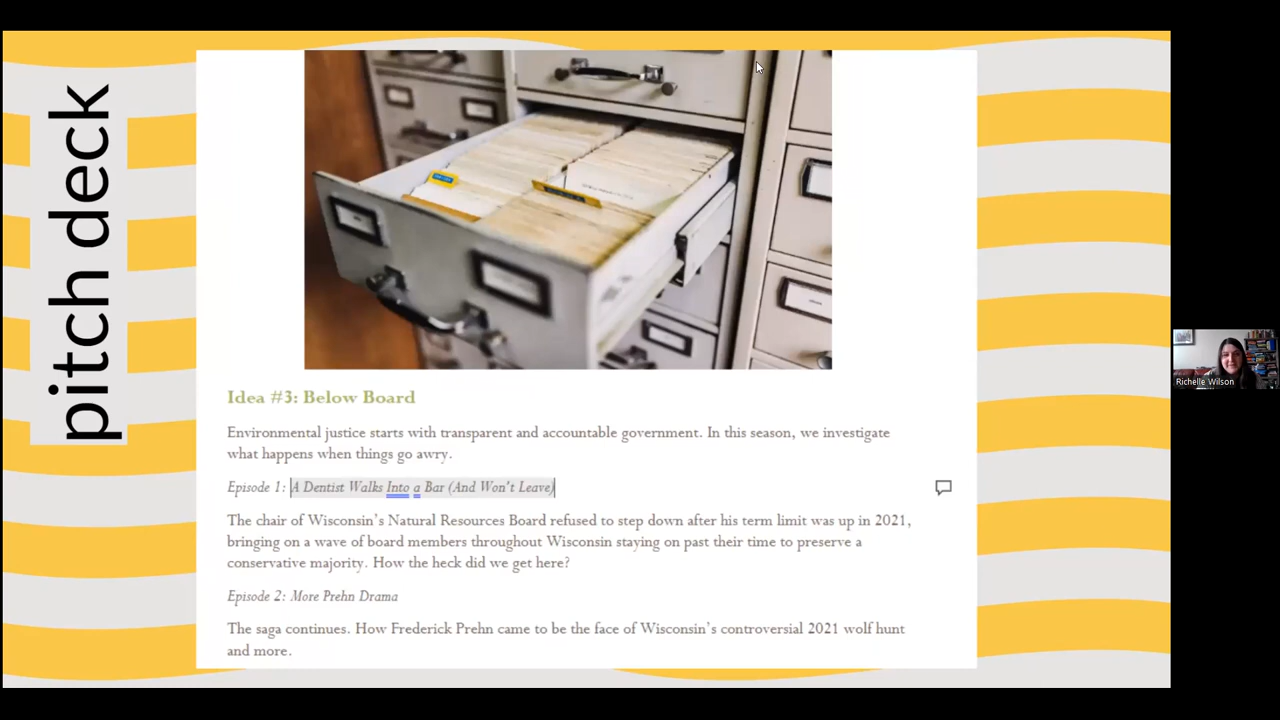 pitch deck
Idea #3: Below Board
Environmental justice starts with transparent and accountable government. In this season, we investigate
what happens when things go awry.
Episode 1: A Dentist Walks Into a Bar (And Won't Leave)
The chair of Wisconsin's Natural Resources Board refused to step down after his term limit was up in 2021,
bringing on a wave of board members throughout Wisconsin staying on past their time to preserve a
conservative majority. How the heck did we get here?
Episode 2: More Prehn Drama
The saga continues. How Frederick Prehn came to be the face of Wisconsin's controversial 2021 wolf hunt
and more.
Richelle Wilson